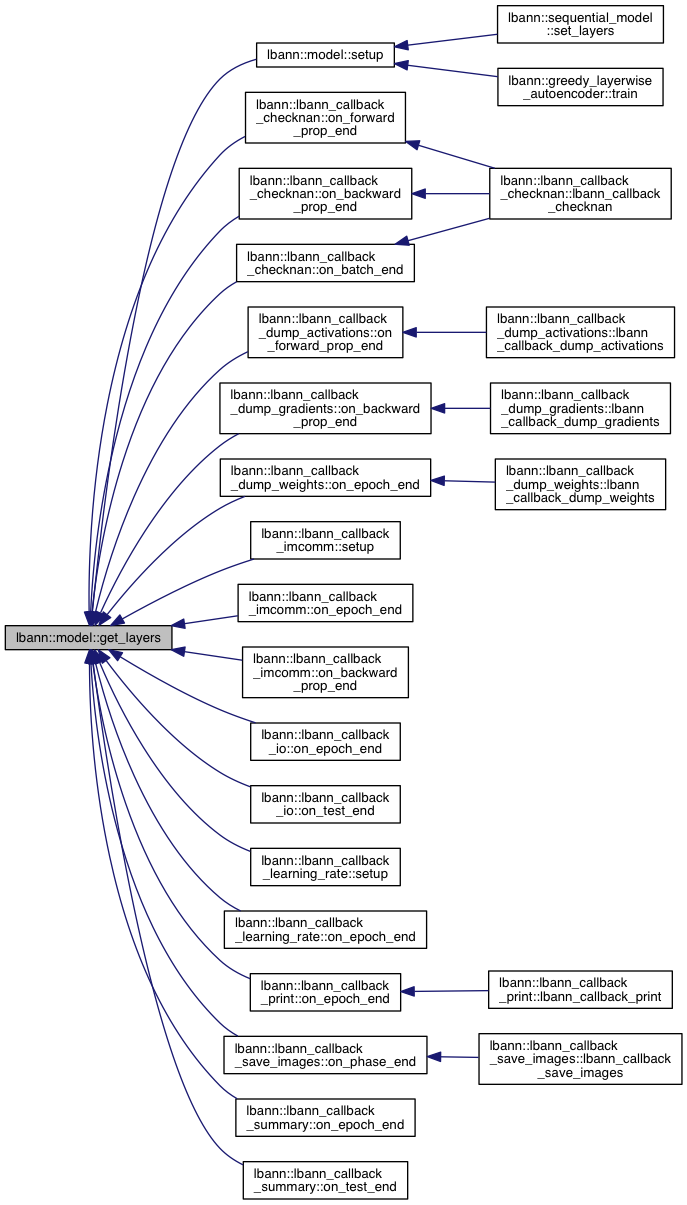 lbann::sequential_model
::set_layers
lbann::model::setup
lbann::greedy_layerwise
_autoencoder::train
lbann::lbann_callback
_checknan::on_forward
_prop_end
lbann::lbann_callback
_checknan::on_backward
_prop_end
lbann::lbann_callback
_checknan::lbann_callback
_checknan
lbann::lbann_callback
_checknan::on_batch_end
lbann::lbann_callback
_dump_activations::on
_forward_prop_end
lbann::lbann_callback
_dump_activations::lbann
_callback_dump_activations
lbann::lbann_callback
_dump_gradients::on_backward
_prop_end
lbann::lbann_callback
_dump_gradients::lbann
_callback_dump_gradients
lbann::lbann_callback
_dump_weights::on_epoch_end
lbann::lbann_callback
_dump_weights::lbann
_callback_dump_weights
lbann::lbann_callback
_imcomm::setup
lbann::lbann_callback
_imcomm::on_epoch_end
lbann::model::get_layers
lbann::lbann_callback
_imcomm::on_backward
_prop_end
lbann::lbann_callback
_io::on_epoch_end
lbann::lbann_callback
_io::on_test_end
lbann::lbann_callback
_learning_rate::setup
lbann::lbann_callback
_learning_rate::on_epoch_end
lbann::lbann_callback
_print::on_epoch_end
lbann::lbann_callback
_print::lbann_callback_print
lbann::lbann_callback
_save_images::on_phase_end
lbann::lbann_callback
_save_images::lbann_callback
_save_images
lbann::lbann_callback
_summary::on_epoch_end
lbann::lbann_callback
_summary::on_test_end